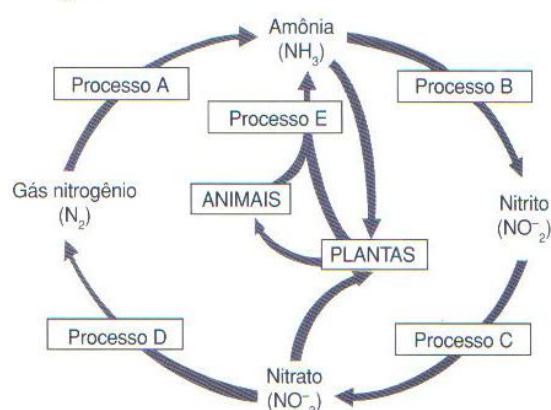 Amônia
(NH₃)
Processo A
Processo B
Processo E
Gás nitrogênio
(N₂)
ANIMAIS
Nitrito
(NO⁻₂)
PLANTAS
Processo D
Processo C
Nitrato
(NO⁻₃)